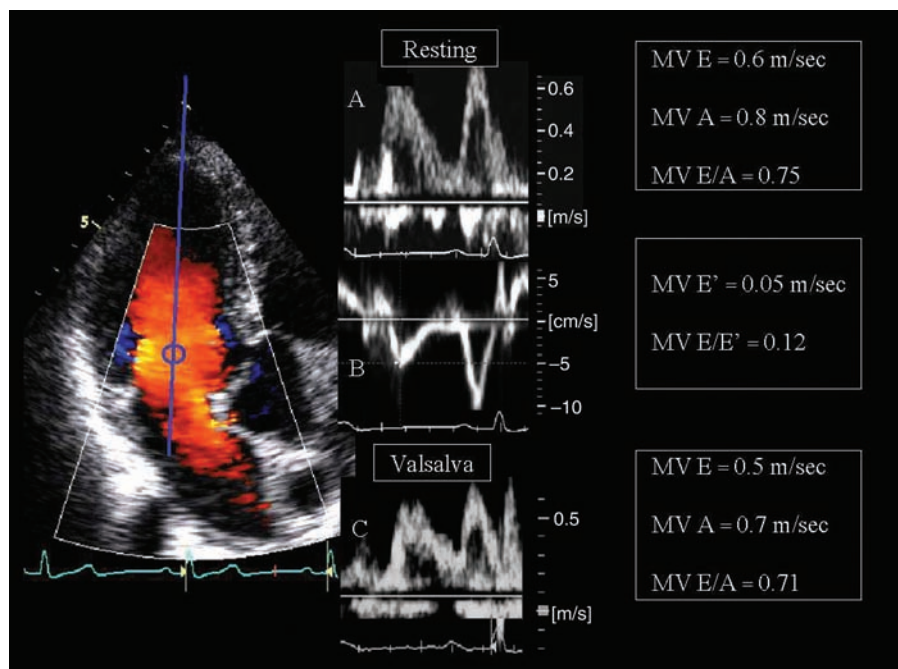 Resting
A
0.6
0.4
0.2
[m/s]
5
[cm/s]
B
-5
-10
Valsalva
C
0.5
[m/s]
5
MV E = 0.6 m/sec
MV A = 0.8 m/sec
MV E/A = 0.75
MV E’ = 0.05 m/sec
MV E/E’ = 0.12
MV E = 0.5 m/sec
MV A = 0.7 m/sec
MV E/A = 0.71